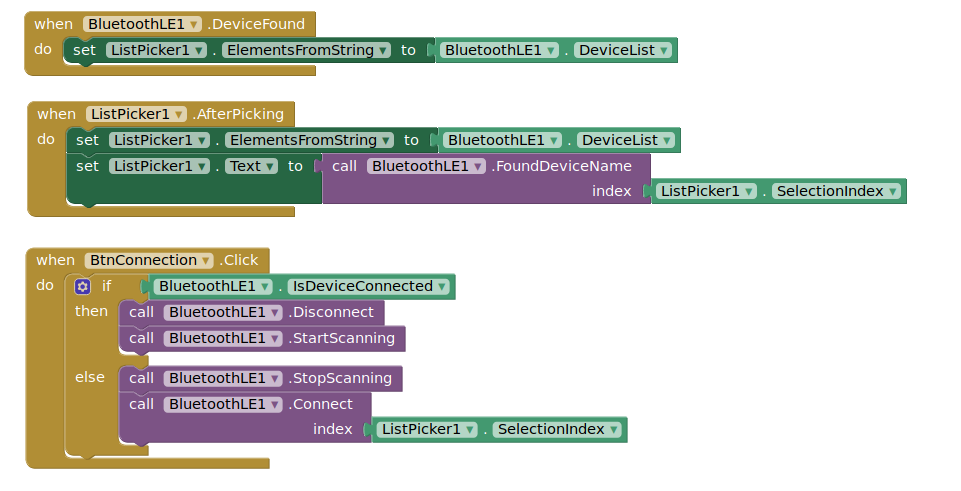 when BluetoothLE1 .DeviceFound
do set ListPicker1 . ElementsFromString to BluetoothLE1 . DeviceList
when ListPicker1 .AfterPicking
do set ListPicker1 . ElementsFromString to BluetoothLE1 . DeviceList
set ListPicker1 . Text to call BluetoothLE1 .FoundDeviceName
index ListPicker1 . SelectionIndex
when BtnConnection .Click
do if BluetoothLE1 . IsDeviceConnected
then call BluetoothLE1 .Disconnect
call BluetoothLE1 .StartScanning
else call BluetoothLE1 .StopScanning
call BluetoothLE1 .Connect
index ListPicker1 . SelectionIndex